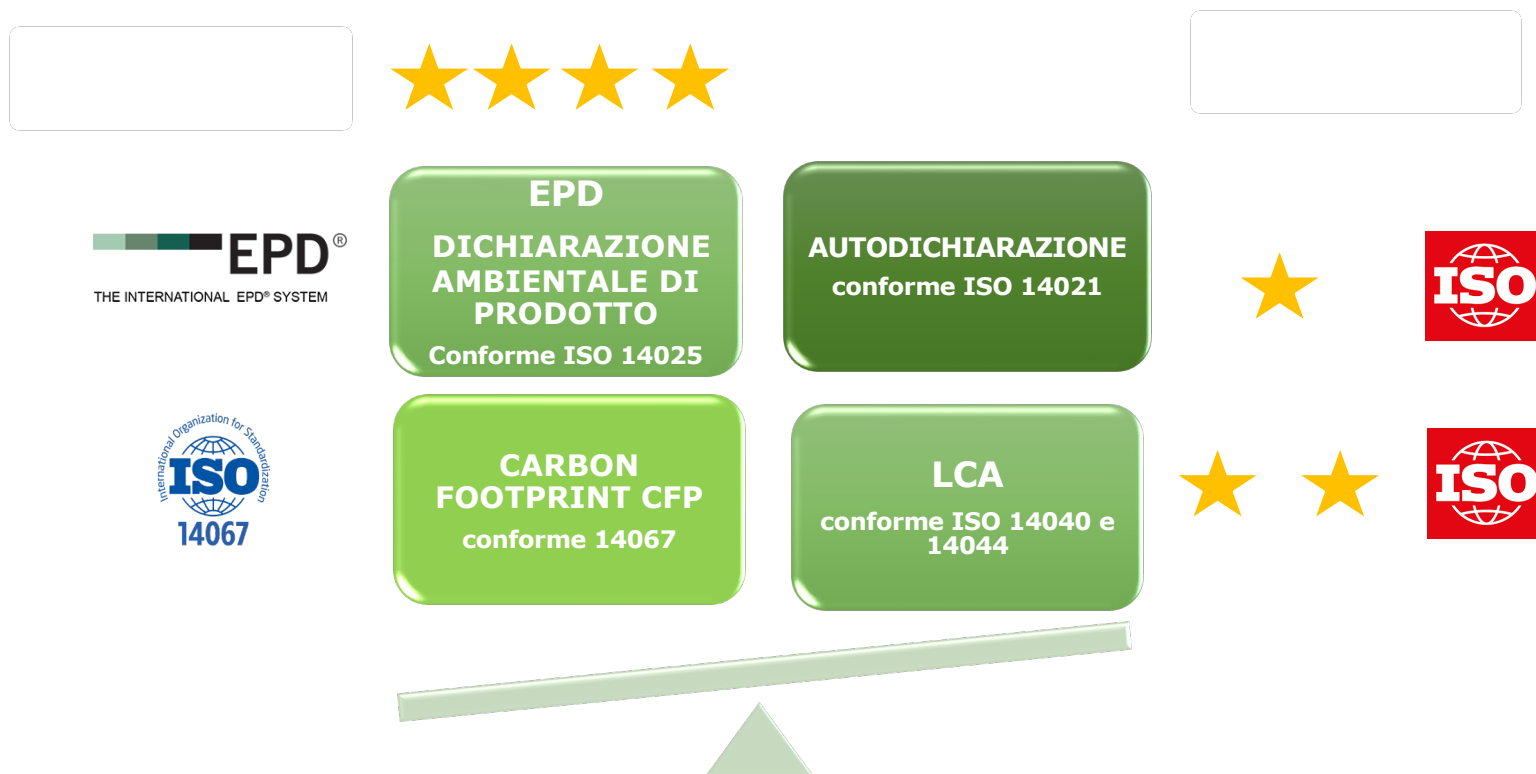 EPD
DICHIARAZIONE
AMBIENTALE DI
PRODOTTO
Conforme ISO 14025
AUTODICHIARAZIONE
conforme ISO 14021
EPD®
THE INTERNATIONAL EPD® SYSTEM
ISO
International Organization for Standardization
ISO
14067
CARBON
FOOTPRINT CFP
conforme 14067
LCA
conforme ISO 14040 e
14044
ISO